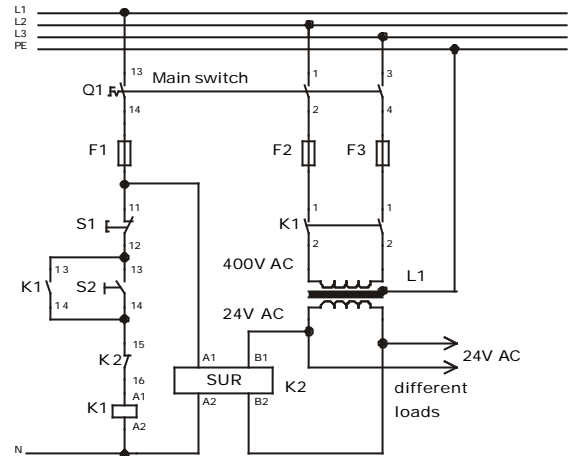 L1
L2
L3
PE
13
Main switch
1
3
Q1
14
2
4
F1
F2
F3
11
S1
12
1
1
K1
2
2
13
13
K1
S2
14
14
400V AC
L1
24V AC
15
K2
16
A1
B1
24V AC
SUR
K2
A2
B2
A1
K1
A2
different
loads
N